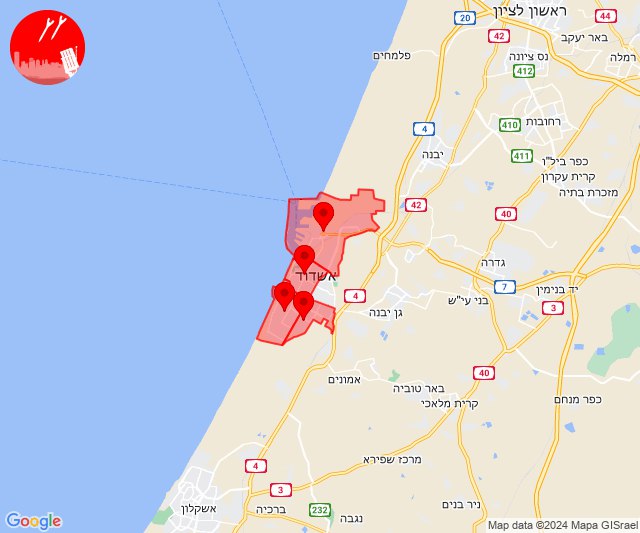 ראשון לציון
44
20
באר יעקב
42
רמלה
נס ציונה
פלמחים
412
431
רחובות
410
4
יבנה
411
כפר ביל"ו
קרית עקרון
מזכרת בתיה
42
40
גדרה
אשדוד
7
יד בנימין
4
בני עי"ש
3
גן יבנה
40
אמונים
באר טוביה
כפר מנחם
קרית מלאכי
מרכז שפירא
4
3
ניר בנים
232
אשקלון
ברכיה
נגבה
Google
Map data ©2024 Mapa GISrael